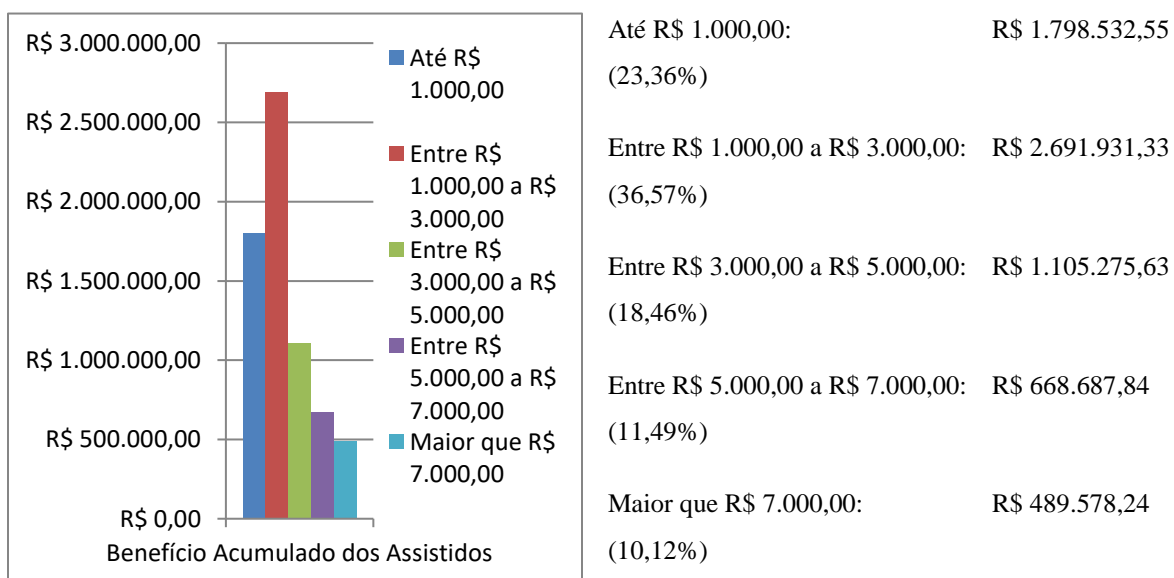 R$ 3.000.000,00
R$ 2.500.000,00
R$ 2.000.000,00
R$ 1.500.000,00
R$ 1.000.000,00
R$ 500.000,00
R$ 0,00
Benefício Acumulado dos Assistidos
Até R$
1.000,00
Entre R$
1.000,00 a R$
3.000,00
Entre R$
3.000,00 a R$
5.000,00
Entre R$
5.000,00 a R$
7.000,00
Maior que R$
7.000,00
Até R$ 1.000,00: R$ 1.798.532,55
(23,36%)
Entre R$ 1.000,00 a R$ 3.000,00: R$ 2.691.931,33
(36,57%)
Entre R$ 3.000,00 a R$ 5.000,00: R$ 1.105.275,63
(18,46%)
Entre R$ 5.000,00 a R$ 7.000,00: R$ 668.687,84
(11,49%)
Maior que R$ 7.000,00: R$ 489.578,24
(10,12%)